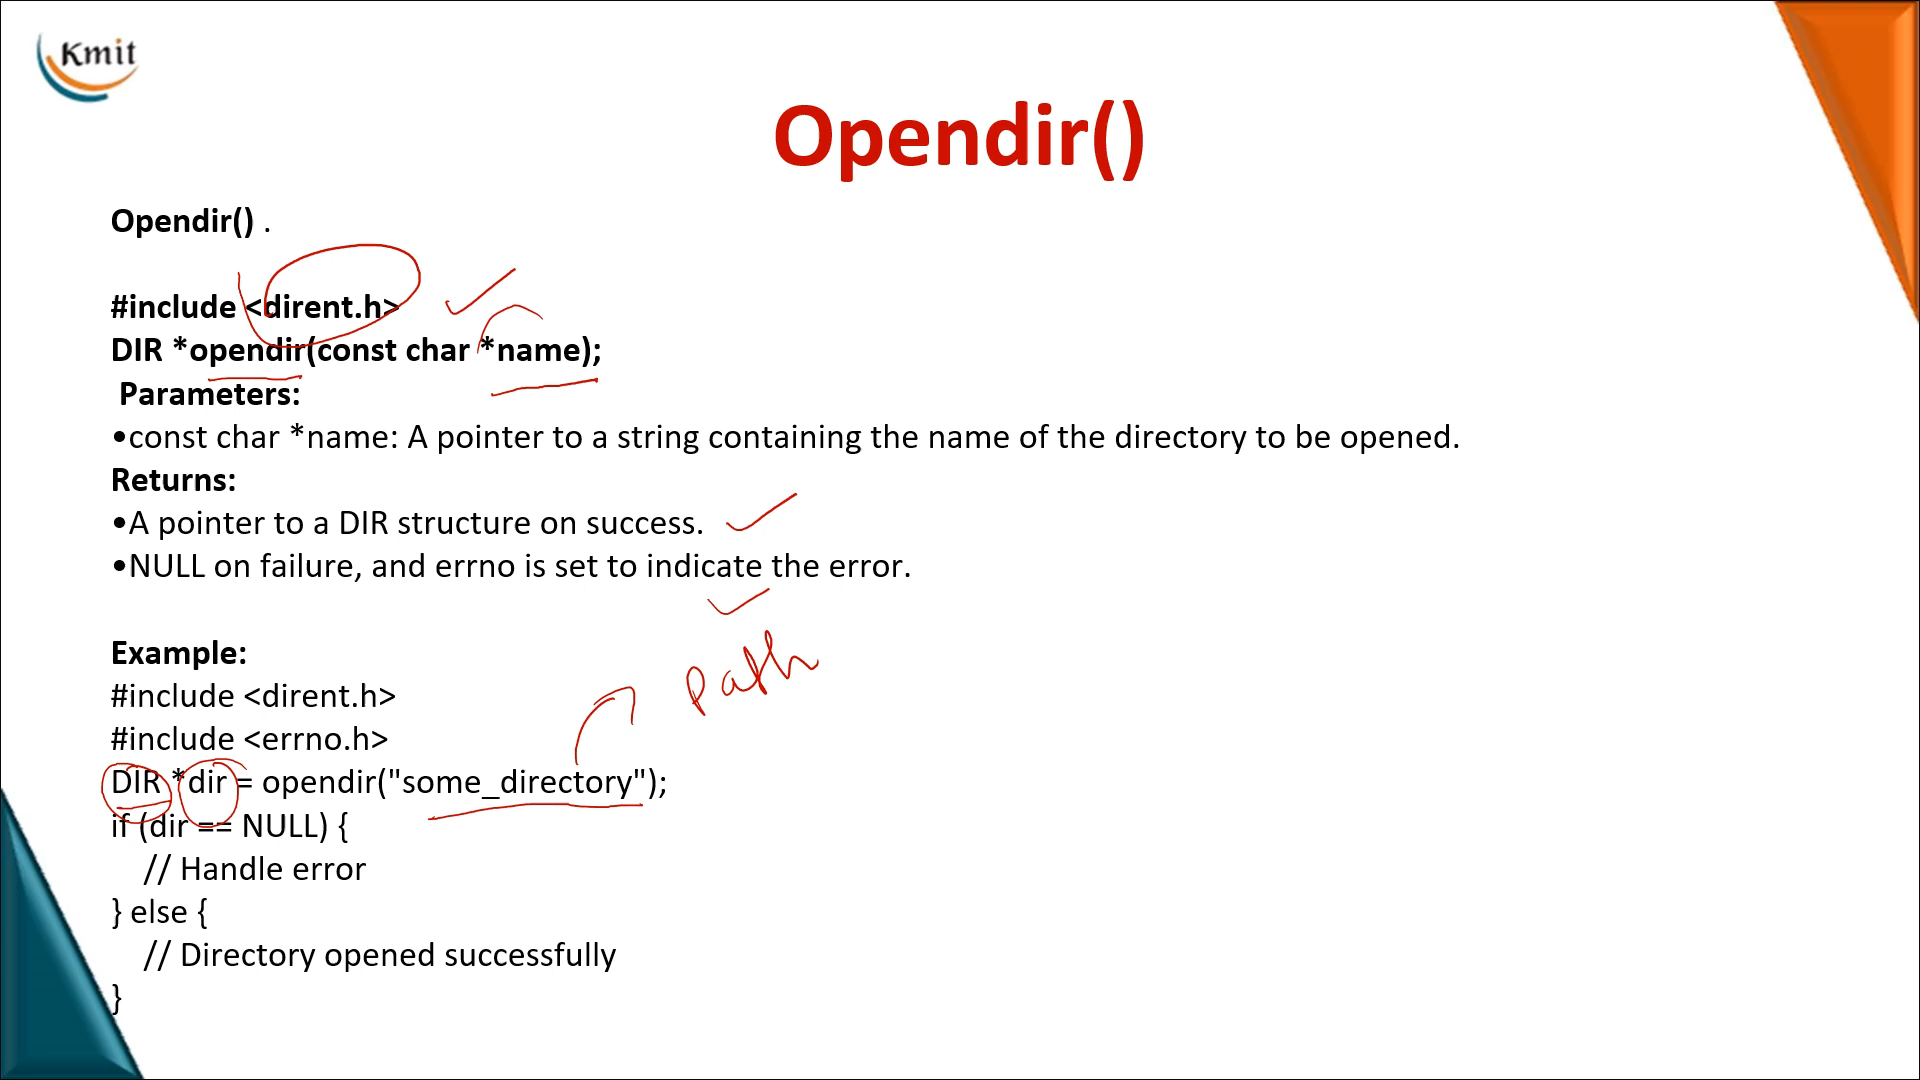 Kmit
Opendir()
Opendir() .
#include <dirent.h>
DIR *opendir(const char *name);
Parameters:
•const char *name: A pointer to a string containing the name of the directory to be opened.
Returns:
•A pointer to a DIR structure on success.
•NULL on failure, and errno is set to indicate the error.
Path
Example:
#include <dirent.h>
#include <errno.h>
DIR *dir = opendir("some_directory");
if (dir == NULL) {
// Handle error
} else {
// Directory opened successfully
}